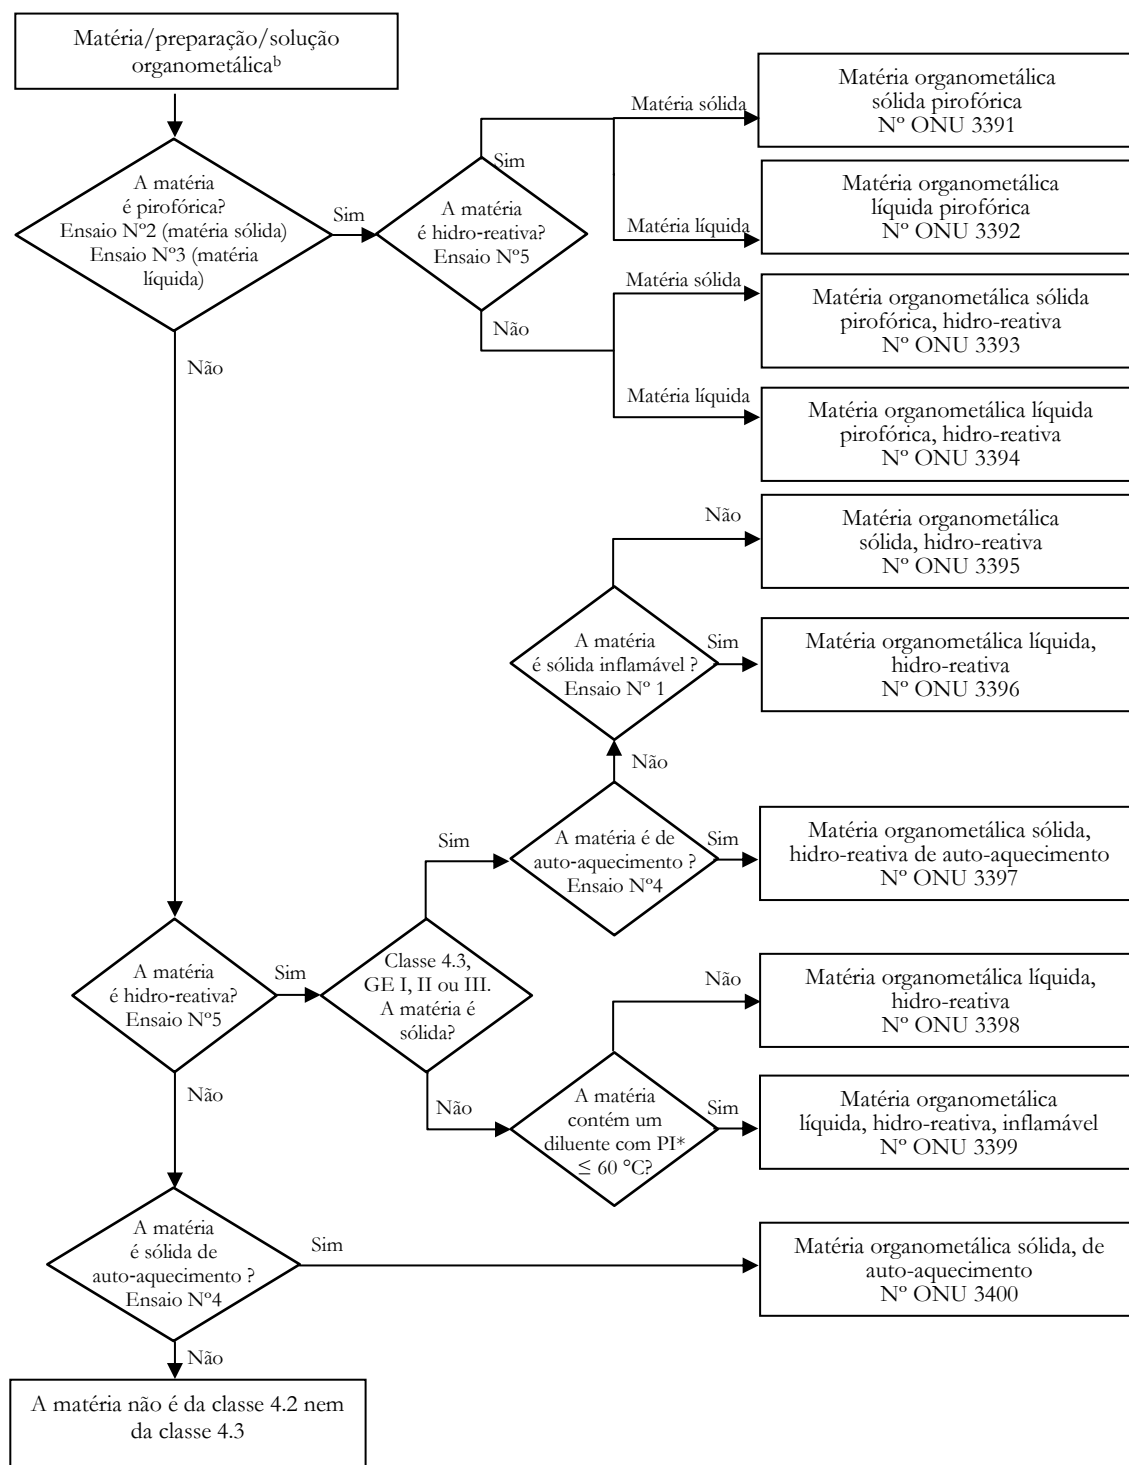 Matéria/preparação/solução
organometálicaᵇ
Matéria sólida
Matéria organometálica
sólida pirofórica
Nº ONU 3391
Sim
A matéria
é pirofórica?
Ensaio Nº2 (matéria sólida)
Ensaio Nº3 (matéria
líquida)
Sim
A matéria
é hidro-reativa?
Ensaio Nº5
Matéria líquida
Matéria organometálica
líquida pirofórica
Nº ONU 3392
Matéria sólida
Matéria organometálica sólida
pirofórica, hidro-reativa
Nº ONU 3393
Não
Não
Matéria líquida
Matéria organometálica líquida
pirofórica, hidro-reativa
Nº ONU 3394
Não
Matéria organometálica
sólida, hidro-reativa
Nº ONU 3395
A matéria
é sólida inflamável ?
Ensaio Nº 1
Sim
Matéria organometálica líquida,
hidro-reativa
Nº ONU 3396
Não
Sim
A matéria é de
auto-aquecimento ?
Ensaio Nº4
Sim
Matéria organometálica sólida,
hidro-reativa de auto-aquecimento
Nº ONU 3397
A matéria
é hidro-reativa?
Ensaio Nº5
Sim
Classe 4.3,
GE I, II ou III.
A matéria é
sólida?
Não
Matéria organometálica líquida,
hidro-reativa
Nº ONU 3398
Não
Não
A matéria
contém um
diluente com PI*
≤ 60 °C?
Sim
Matéria organometálica
líquida, hidro-reativa, inflamável
Nº ONU 3399
A matéria
é sólida de
auto-aquecimento ?
Ensaio Nº4
Sim
Matéria organometálica sólida, de
auto-aquecimento
Nº ONU 3400
Não
A matéria não é da classe 4.2 nem
da classe 4.3